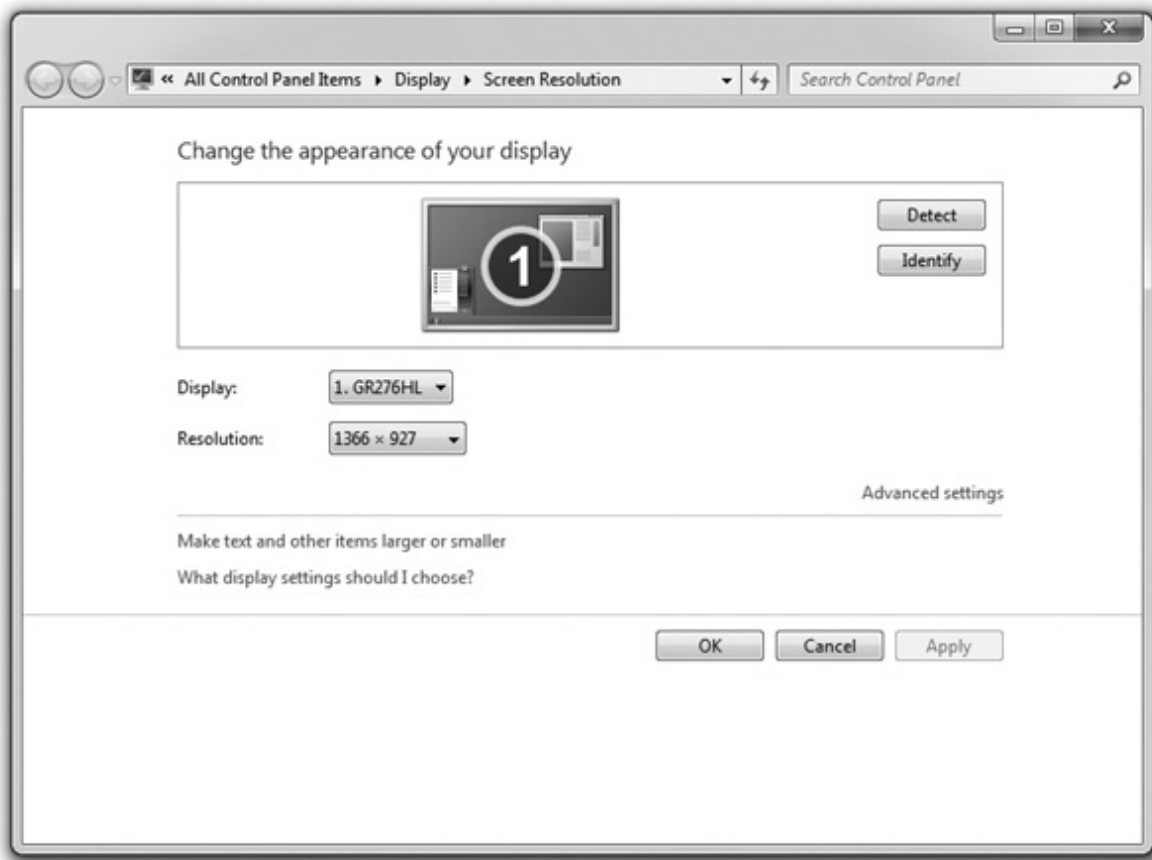 « All Control Panel Items ▸ Display ▸ Screen Resolution Search Control Panel
Change the appearance of your display
1
Detect
Identify
Display: 1. GR276HL
Resolution: 1366 × 927
Advanced settings
Make text and other items larger or smaller
What display settings should I choose?
OK Cancel Apply